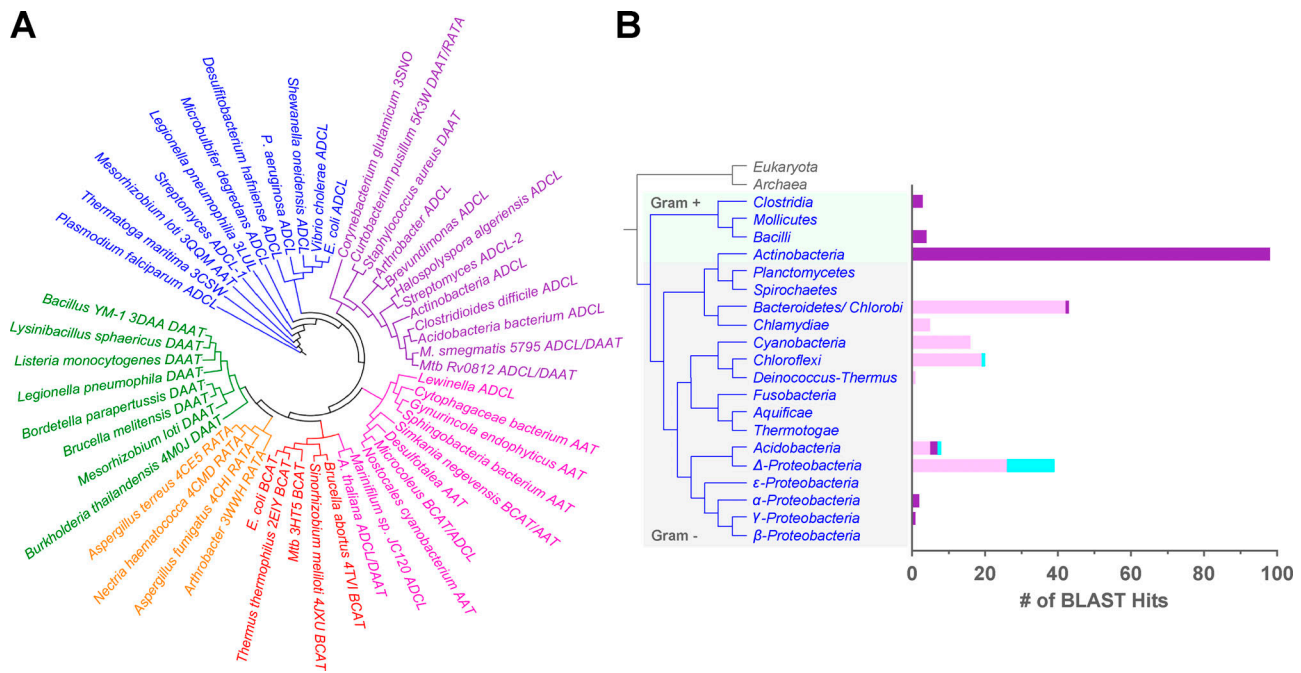 A
Plasmodium falciparum ADCL
Thermatoga maritima 3CSW
Mesorhizobium loti 3QQM AAT
Streptomyces ADCL-1
Legionella pneumophilia 3LUL
Microbulbifer degredans ADCL
Desulfitobacterium hafniense ADCL
P. aeruginosa ADCL
Shewanella oneidensis ADCL
Vibrio cholerae ADCL
E. coli ADCL
Corynebacterium glutamicum 3SNO
Curtobacterium pusillum 5K3W DAAT/RATA
Staphylococcus aureus DAAT
Arthrobacter ADCL
Brevundimonas ADCL
Halospolyspora algeriensis ADCL
Streptomyces ADCL-2
Actinobacteria ADCL
Clostridioides difficile ADCL
Acidobacteria bacterium ADCL
M. smegmatis 5795 ADCL/DAAT
Mtb Rv0812 ADCL/DAAT
Lewinella ADCL
Cytophagaceae bacterium AAT
Gynurincola endophyticus AAT
Sphingobacteria bacterium AAT
Simkania negevensis BCAT/AAT
Desulfotalea AAT
Microcoleus BCAT/ADCL
Nostocales cyanobacterium AAT
Marinifilum sp. JC120 ADCL
A. thaliana ADCL/DAAT
Brucella abortus 4TVI BCAT
Sinorhizobium meliloti 4JXU BCAT
Mtb 3HT5 BCAT
Thermus thermophilus 2EIY BCAT
E. coli BCAT
Arthrobacter 3WWH RATA
Aspergillus fumigatus 4CHI RATA
Nectria haematococca 4CMD RATA
Aspergillus terreus 4CE5 RATA
Burkholderia thailandensis 4M0J DAAT
Mesorhizobium loti DAAT
Brucella melitensis DAAT
Bordetella parapertussis DAAT
Legionella pneumophila DAAT
Listeria monocytogenes DAAT
Lysinibacillus sphaericus DAAT
Bacillus YM-1 3DAA DAAT
B
Eukaryota
Archaea
Gram +
Clostridia
Mollicutes
Bacilli
Actinobacteria
Planctomycetes
Spirochaetes
Bacteroidetes/ Chlorobi
Chlamydiae
Cyanobacteria
Chloroflexi
Deinococcus-Thermus
Fusobacteria
Aquificae
Thermotogae
Acidobacteria
Δ-Proteobacteria
ε-Proteobacteria
α-Proteobacteria
γ-Proteobacteria
Gram -
β-Proteobacteria
0 20 40 60 80 100
# of BLAST Hits